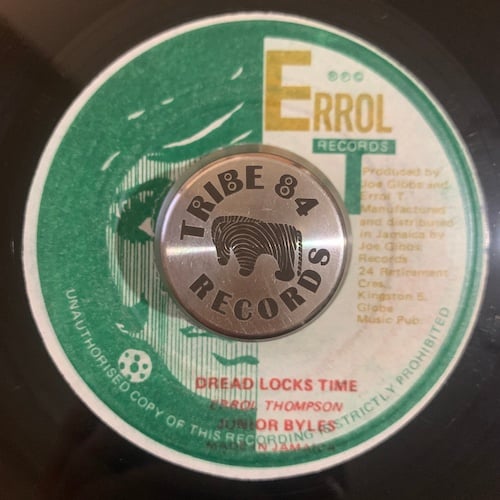 ERROL
RECORDS
T
Produced by
Joe Gibbs and
Errol T.
Manufactured
and distributed
in Jamaica by
Joe Gibbs
Records
24 Retirement
Cres.,
Kingston 5.
Globe
Music Pub.
TRIBE 84
RECORDS
DREAD LOCKS TIME
ERROL THOMPSON
JUNIOR BYLES
MADE IN JAMAICA
UNAUTHORISED COPY OF THIS RECORDING IS STRICTLY PROHIBITED